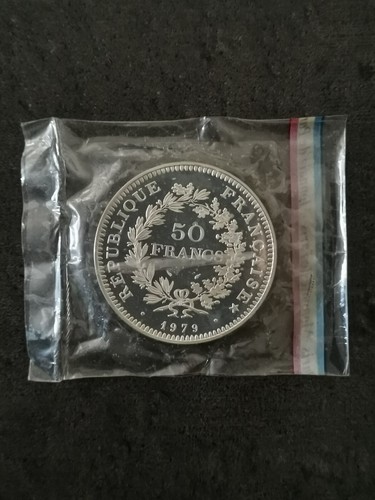 REPUBLIQUE FRANÇAISE
50
FRANCS
1979